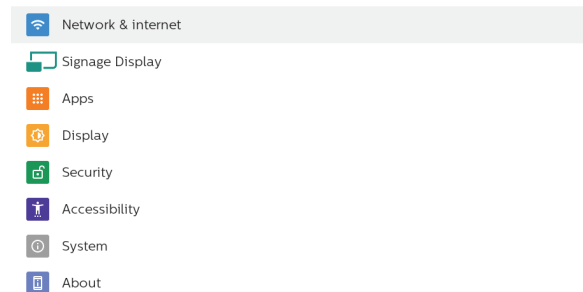 Network & internet
Signage Display
Apps
Display
Security
Accessibility
System
About